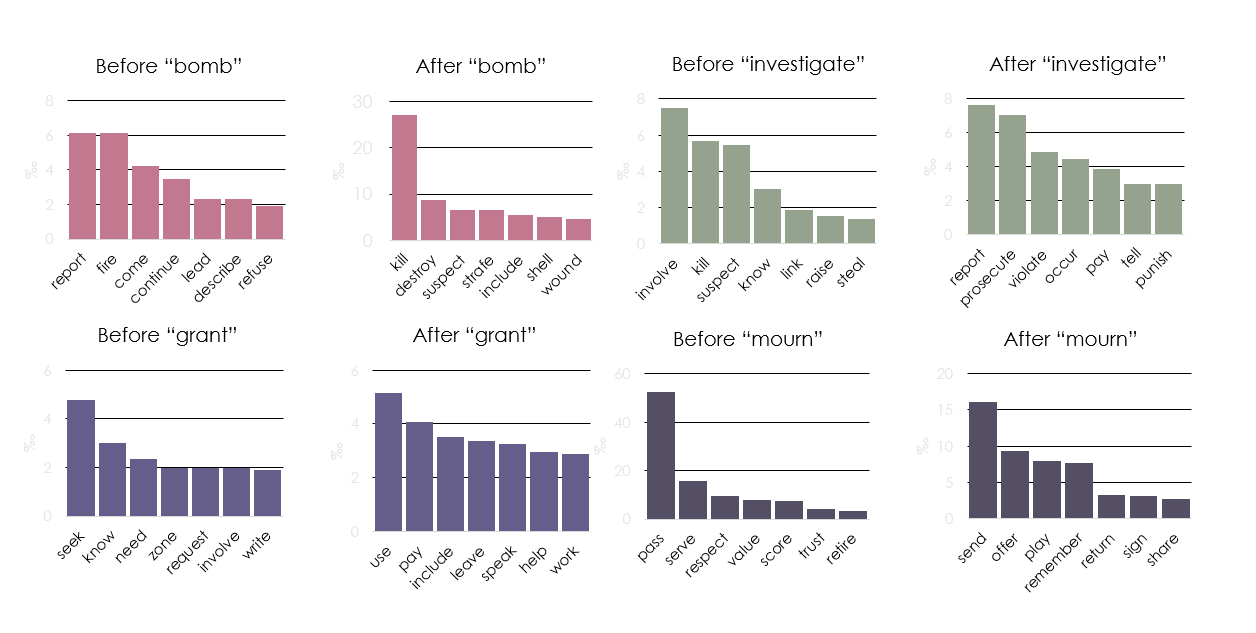 Before “bomb”
8
6
4
2
0
‰
report
fire
come
continue
lead
describe
refuse
After “bomb”
30
20
10
0
‰
kill
destroy
suspect
strafe
include
shell
wound
Before “investigate”
8
6
4
2
0
‰
involve
kill
suspect
know
link
raise
steal
After “investigate”
8
6
4
2
0
‰
report
prosecute
violate
occur
pay
tell
punish
Before “grant”
6
4
2
0
‰
seek
know
need
zone
request
involve
write
After “grant”
6
4
2
0
‰
use
pay
include
leave
speak
help
work
Before “mourn”
60
40
20
0
‰
pass
serve
respect
value
score
trust
retire
After “mourn”
20
15
10
5
0
‰
send
offer
play
remember
return
sign
share